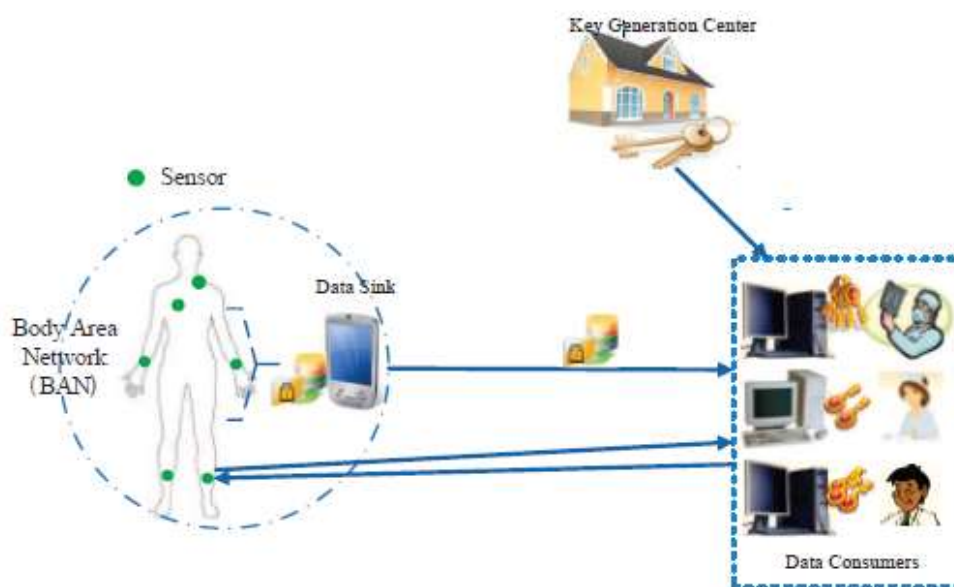 Key Generation Center
Sensor
Data Sink
Body Area
Network
(BAN)
Data Consumers